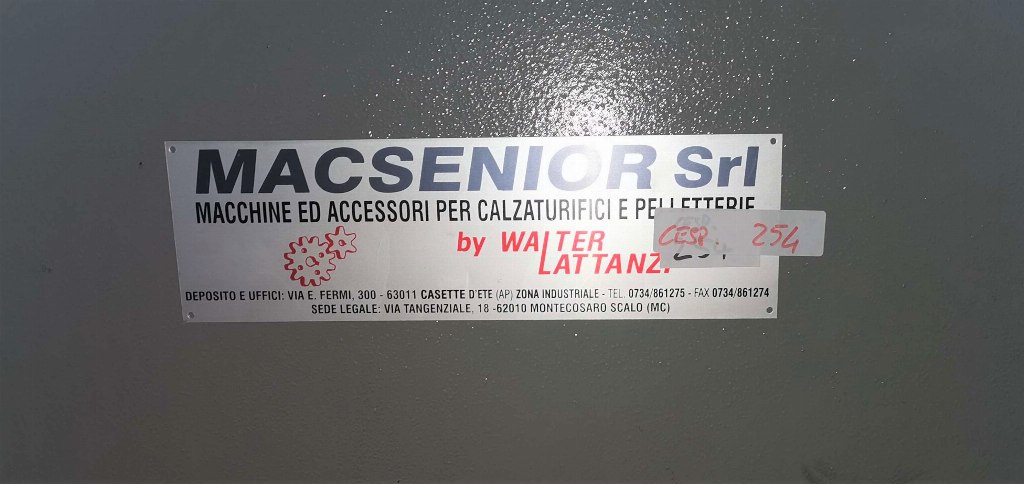 MACSENIOR Srl
MACCHINE ED ACCESSORI PER CALZATURIFICI E PELLETTERIE
by WALTER
LATTANZI
CESP. 254
DEPOSITO E UFFICI: VIA E. FERMI, 300 - 63011 CASETTE D'ETE (AP) ZONA INDUSTRIALE - TEL. 0734/861275 - FAX 0734/861274
SEDE LEGALE: VIA TANGENZIALE, 18 -62010 MONTECOSARO SCALO (MC)